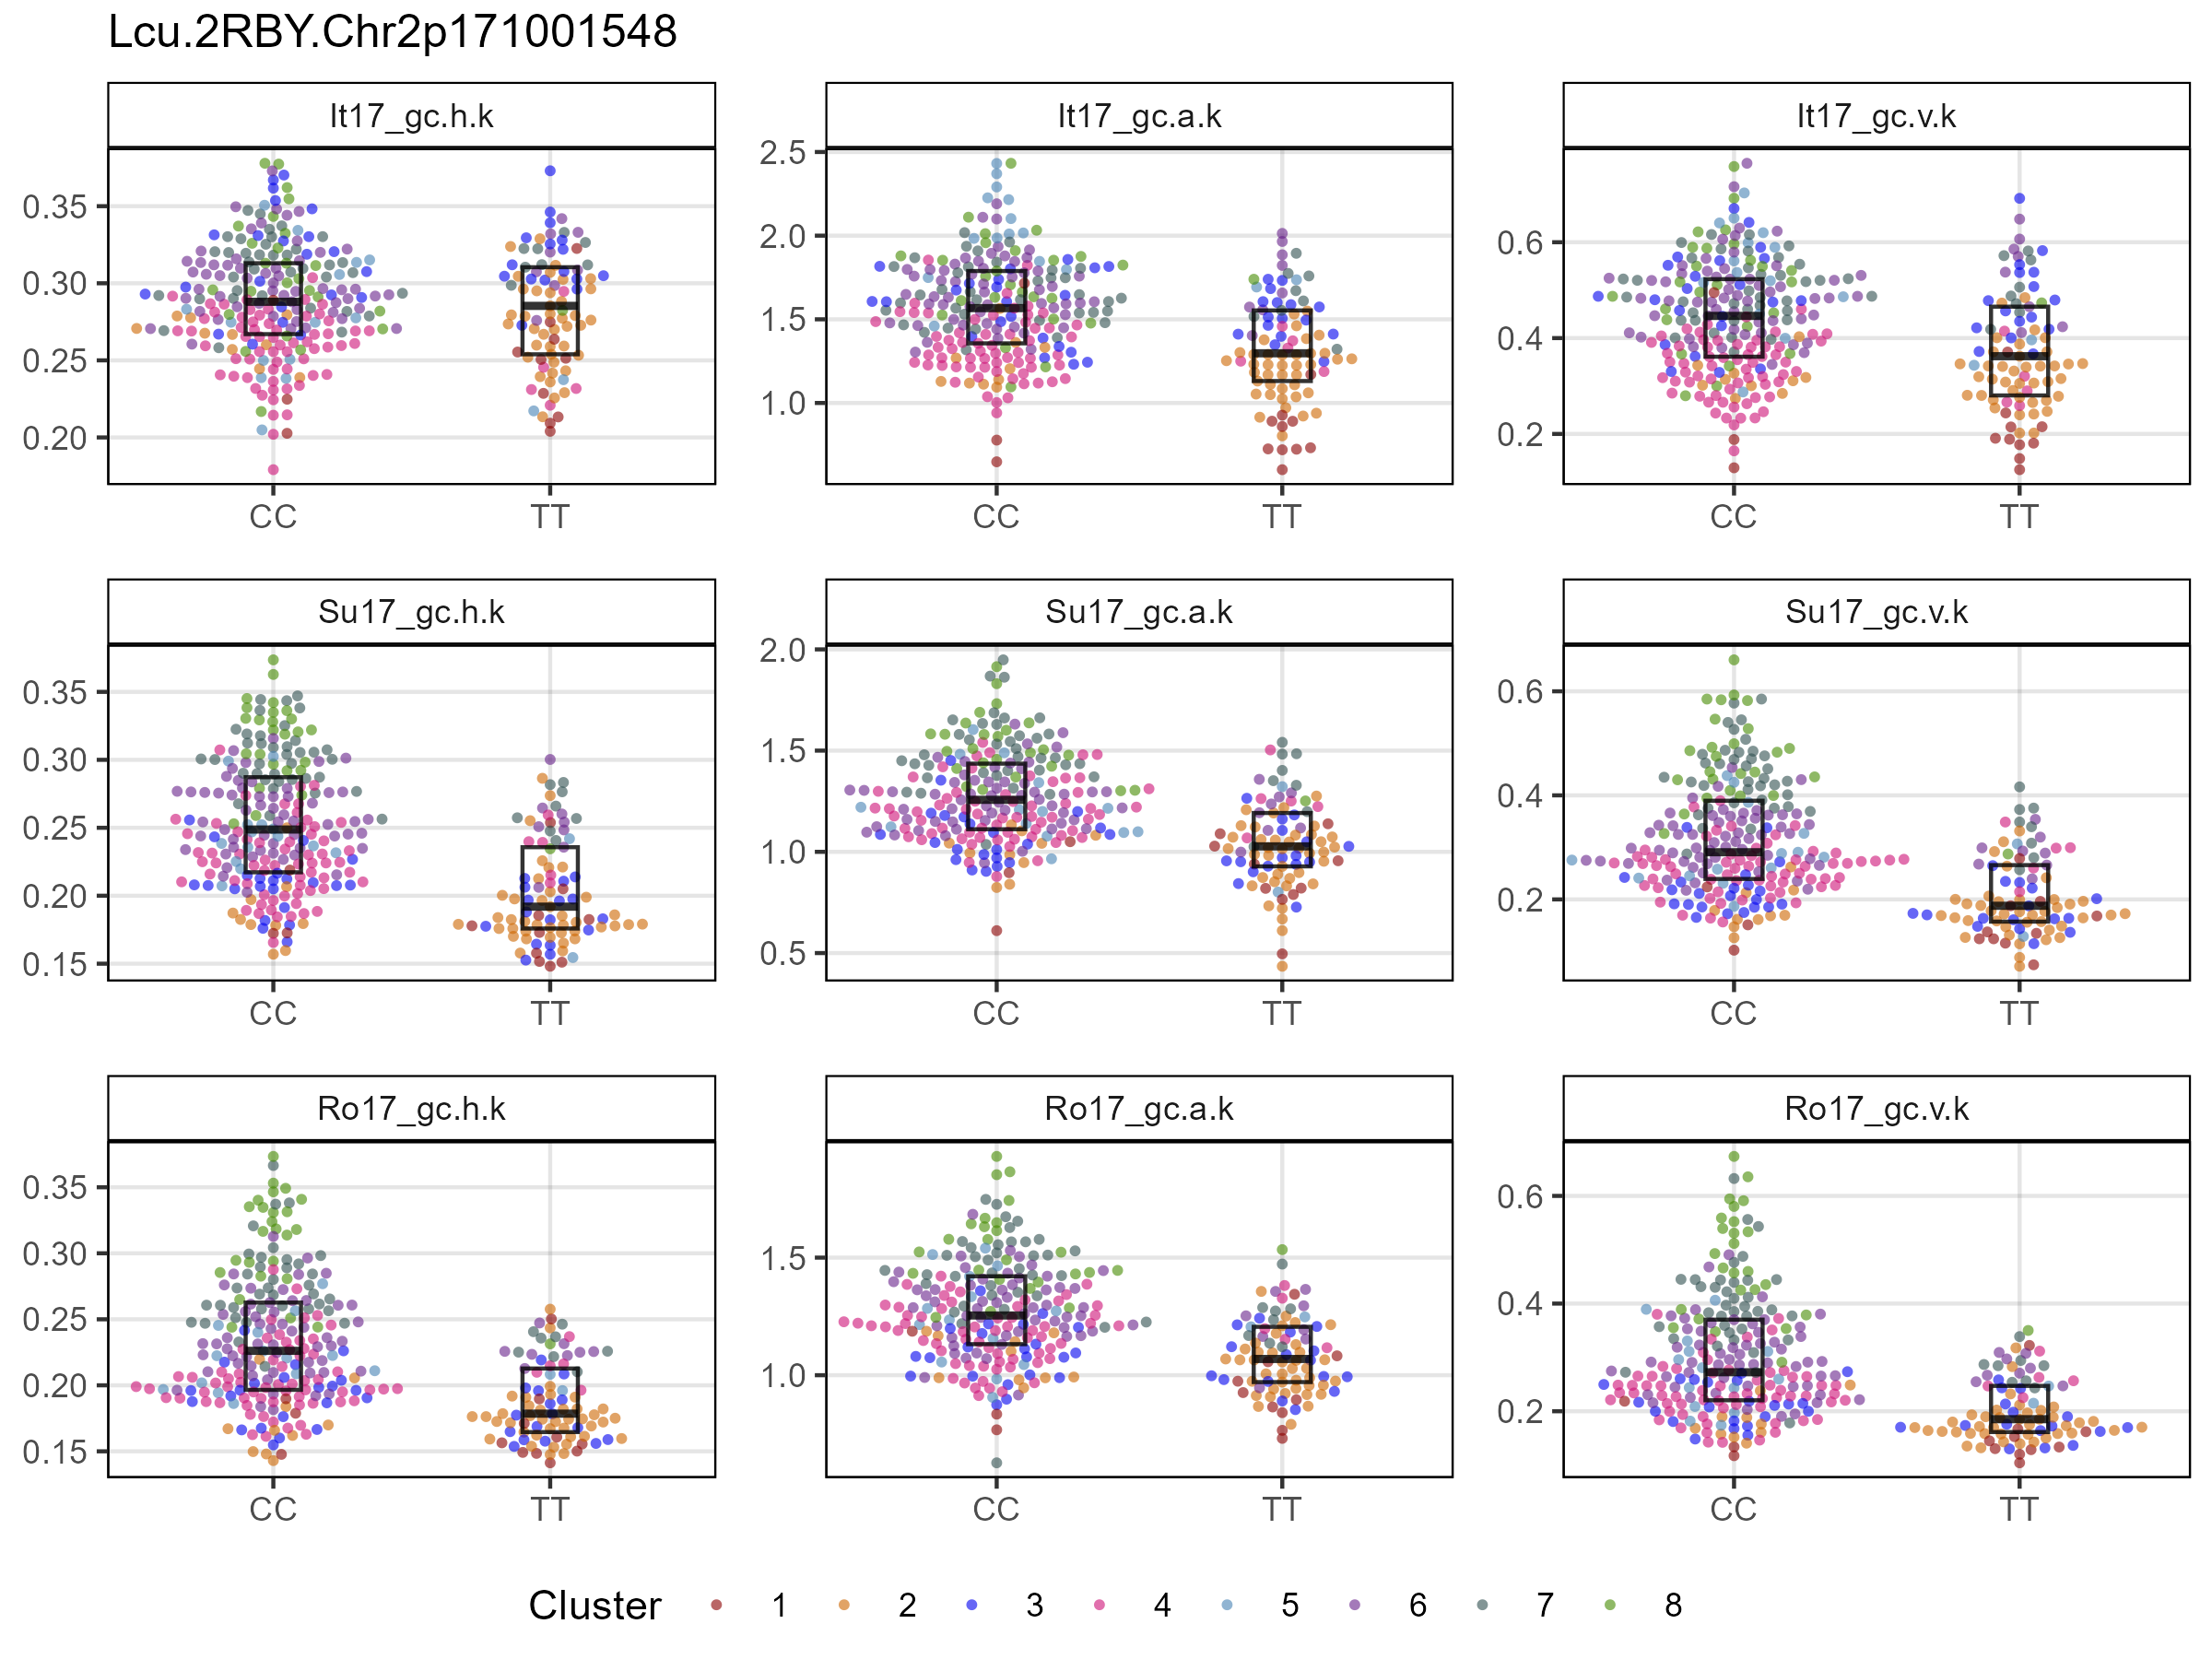 Lcu.2RBY.Chr2p171001548
It17_gc.h.k
It17_gc.a.k
It17_gc.v.k
0.35
0.30
0.25
0.20
CC
TT
2.5
2.0
1.5
1.0
CC
TT
0.6
0.4
0.2
CC
TT
Su17_gc.h.k
Su17_gc.a.k
Su17_gc.v.k
0.35
0.30
0.25
0.20
0.15
CC
TT
2.0
1.5
1.0
0.5
CC
TT
0.6
0.4
0.2
CC
TT
Ro17_gc.h.k
Ro17_gc.a.k
Ro17_gc.v.k
0.35
0.30
0.25
0.20
0.15
CC
TT
1.5
1.0
CC
TT
0.6
0.4
0.2
CC
TT
Cluster 1 2 3 4 5 6 7 8